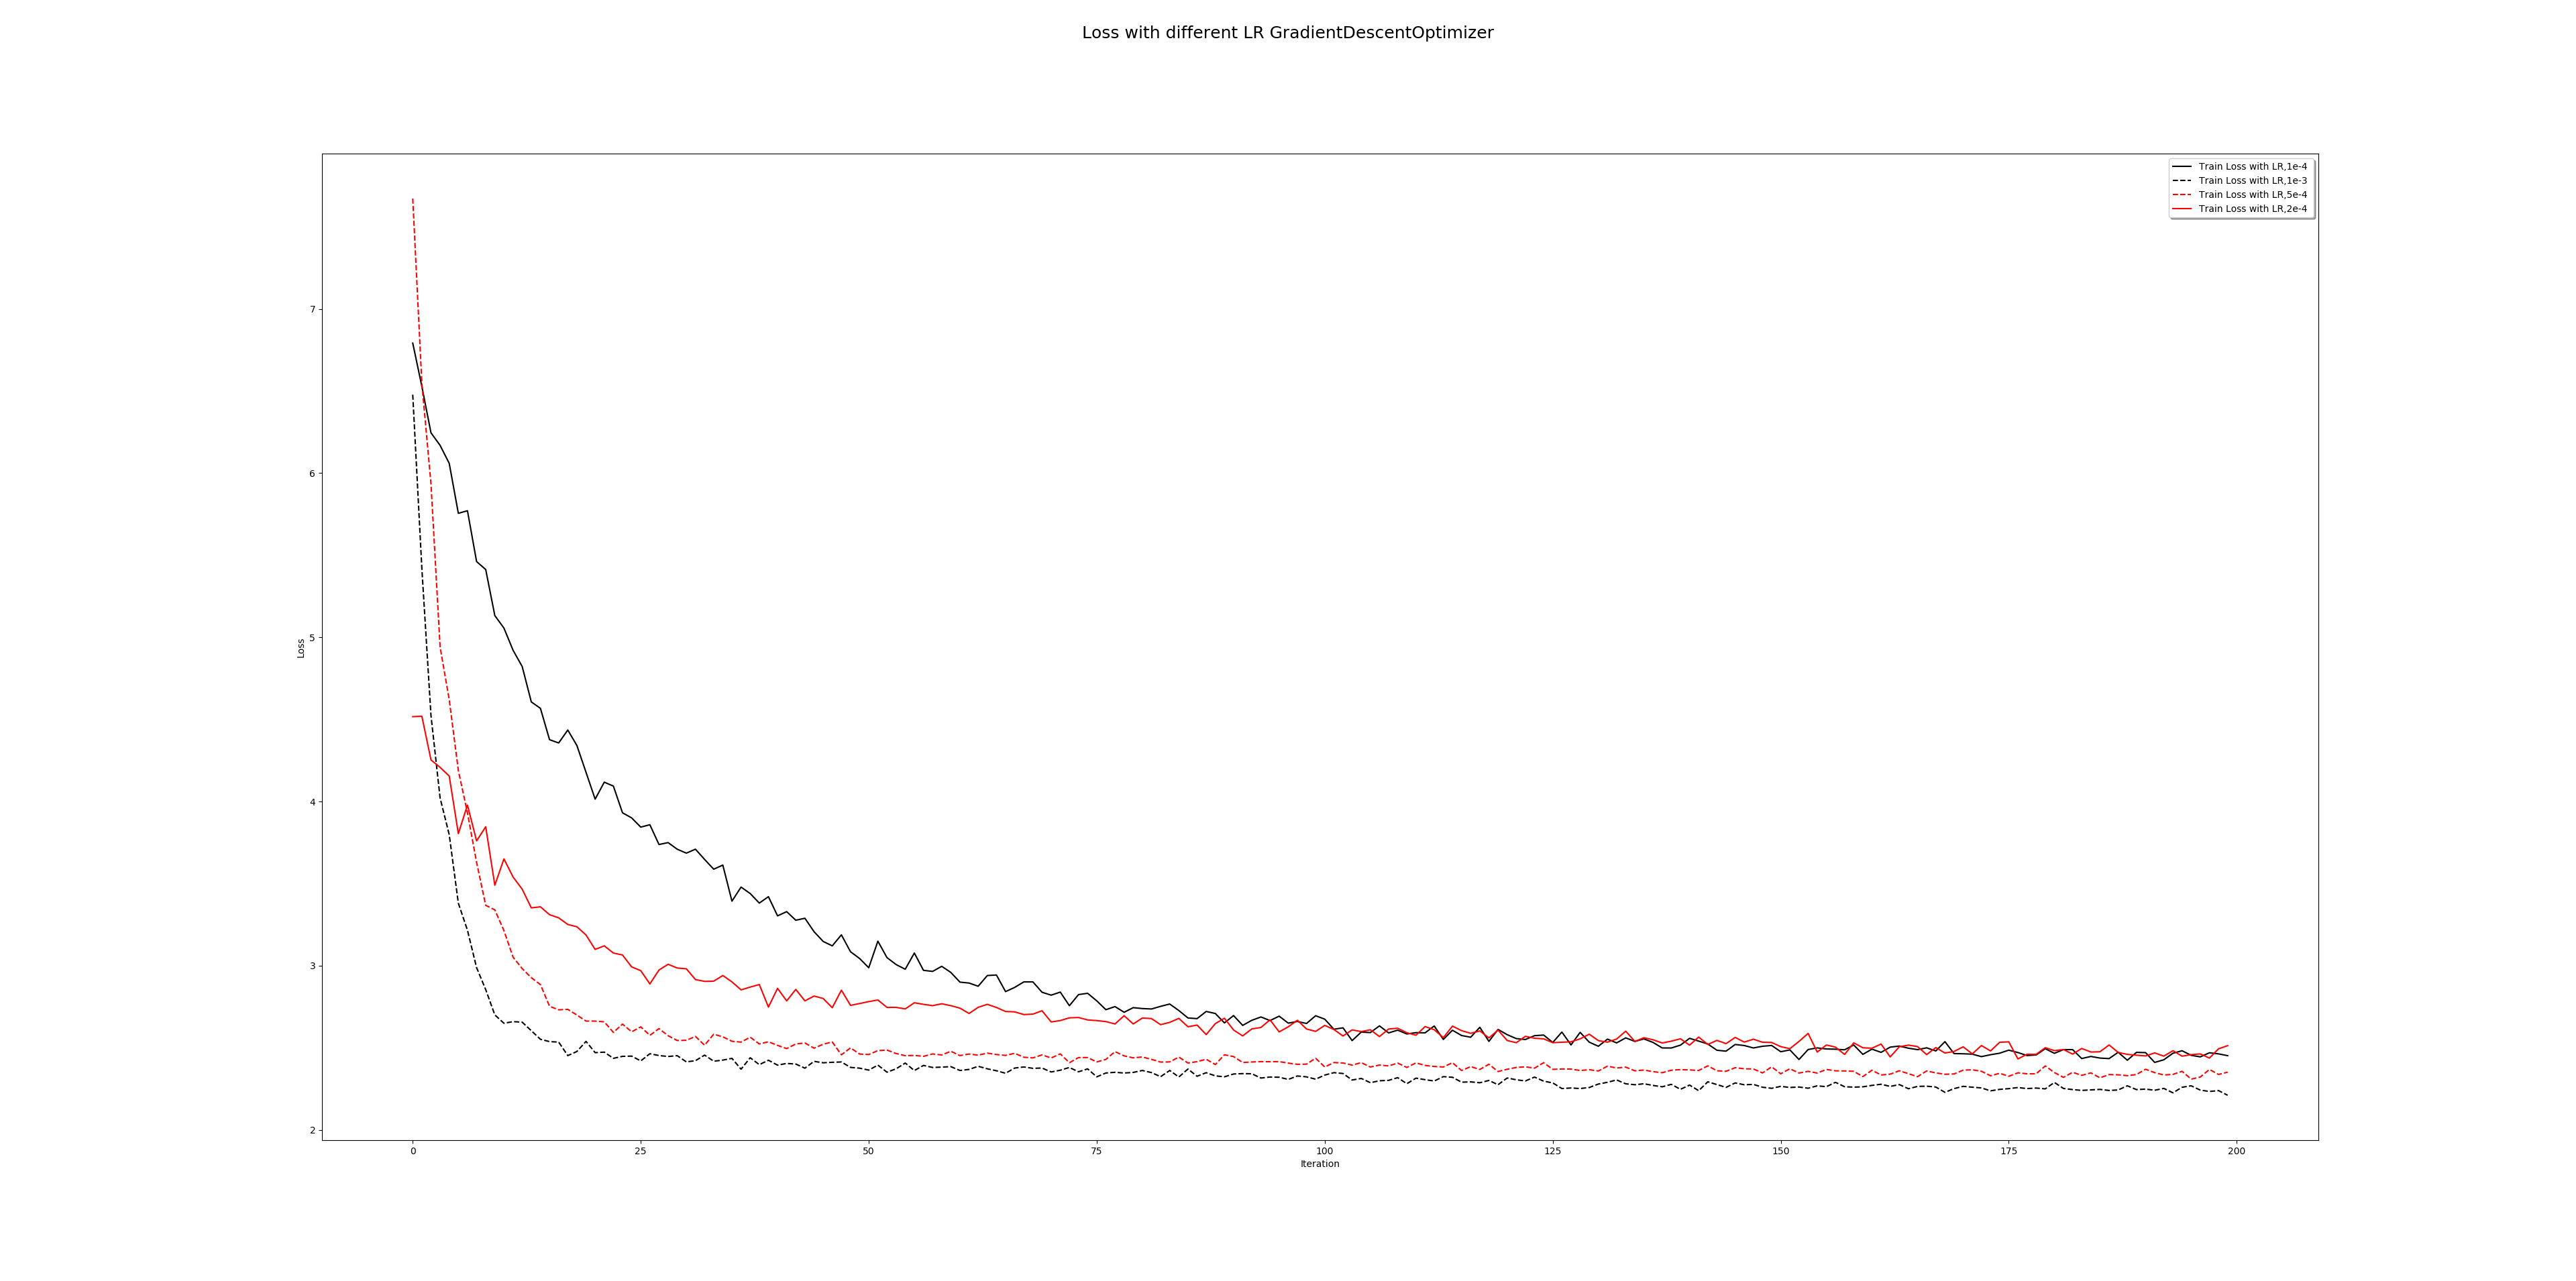 Loss with different LR GradientDescentOptimizer
Train Loss with LR,1e-4
Train Loss with LR,1e-3
Train Loss with LR,5e-4
Train Loss with LR,2e-4
7
6
5
4
3
2
Loss
0 25 50 75 100 125 150 175 200
Iteration